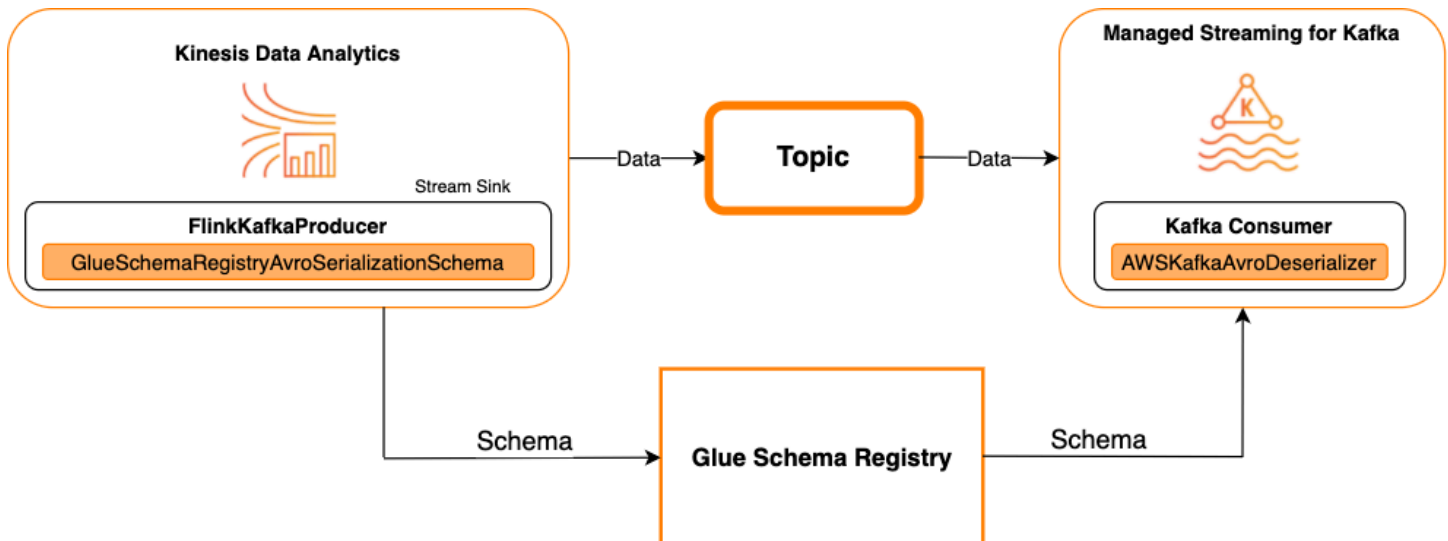 Kinesis Data Analytics
Stream Sink
FlinkKafkaProducer
GlueSchemaRegistryAvroSerializationSchema
Data
Topic
Data
Managed Streaming for Kafka
K
Kafka Consumer
AWSKafkaAvroDeserializer
Schema
Glue Schema Registry
Schema